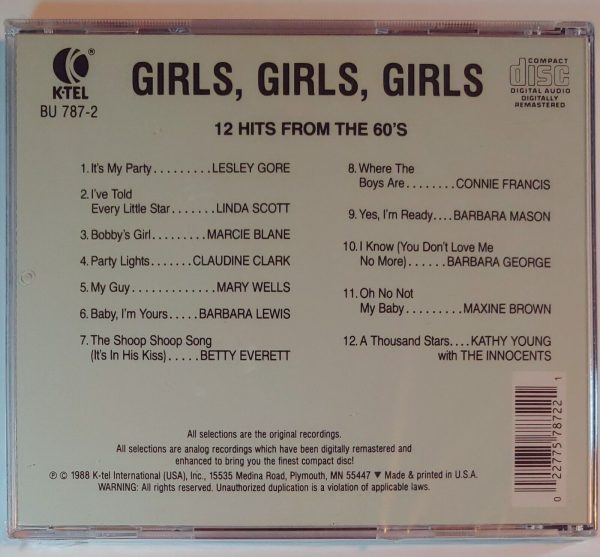 K-TEL
BU 787-2
GIRLS, GIRLS, GIRLS
COMPACT
disc
DIGITAL AUDIO
DIGITALLY
REMASTERED
12 HITS FROM THE 60'S
1. It's My Party . . . . . . . . . LESLEY GORE
2. I've Told
Every Little Star . . . . . . . LINDA SCOTT
3. Bobby's Girl . . . . . . . . MARCIE BLANE
4. Party Lights . . . . . . . CLAUDINE CLARK
5. My Guy . . . . . . . . . . . . . MARY WELLS
6. Baby, I'm Yours . . . . . BARBARA LEWIS
7. The Shoop Shoop Song
(It's In His Kiss) . . . . . BETTY EVERETT
8. Where The
Boys Are . . . . . . . . CONNIE FRANCIS
9. Yes, I'm Ready . . . . BARBARA MASON
10. I Know (You Don't Love Me
No More) . . . . . . BARBARA GEORGE
11. Oh No Not
My Baby . . . . . . . . . MAXINE BROWN
12. A Thousand Stars . . . . KATHY YOUNG
with THE INNOCENTS
All selections are the original recordings.
All selections are analog recordings which have been digitally remastered and
enhanced to bring you the finest compact disc!
℗ © 1988 K-tel International (USA), Inc., 15535 Medina Road, Plymouth, MN 55447 ▼ Made & printed in U.S.A.
WARNING: All rights reserved. Unauthorized duplication is a violation of applicable laws.
0 22775 78722 1